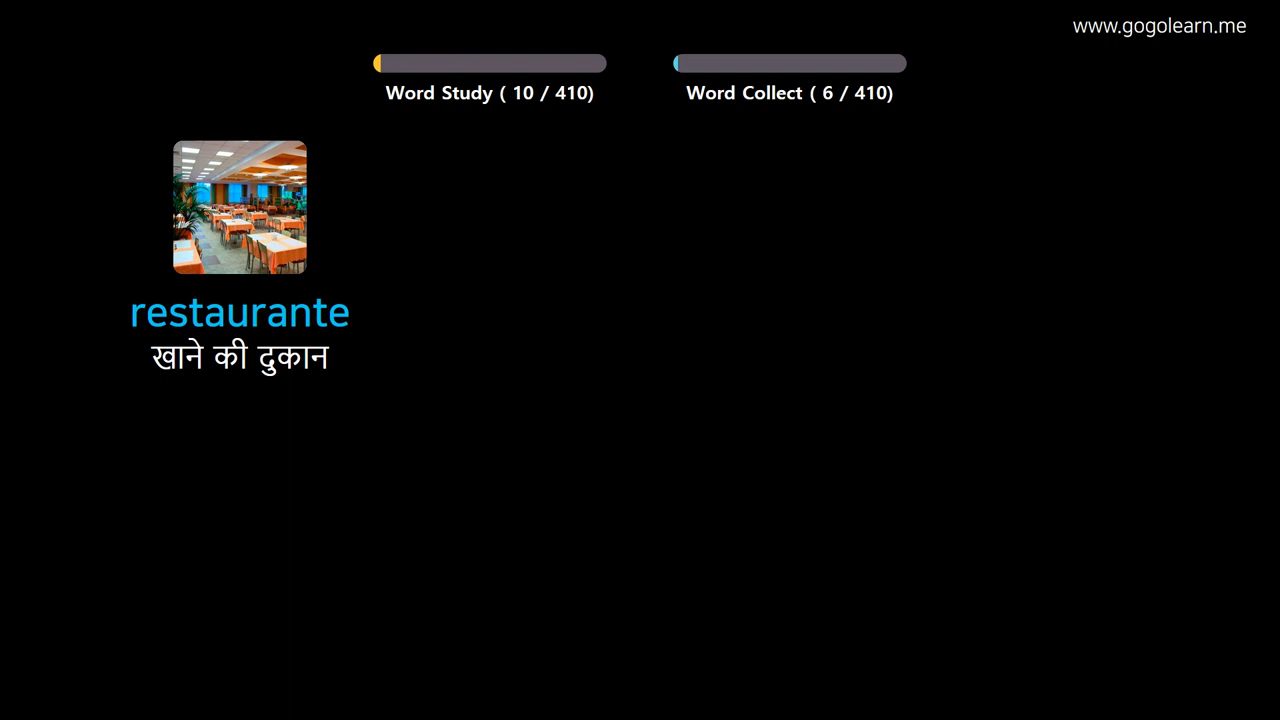 www.gogolearn.me
Word Study ( 10 / 410)
Word Collect ( 6 / 410)
restaurante
खाने की दुकान